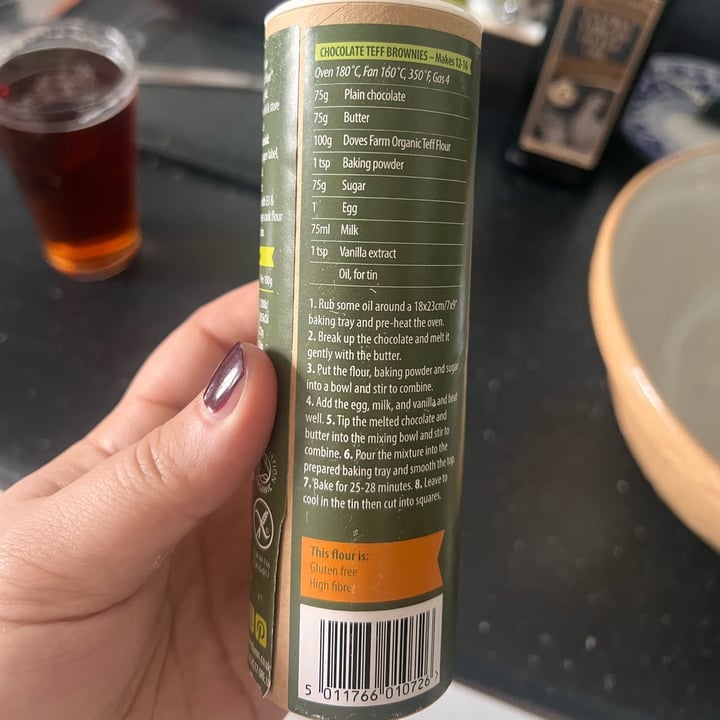 CHOCOLATE TEFF BROWNIES – Makes 12-16
Oven 180˚C, Fan 160˚C, 350˚F, Gas 4
75g Plain chocolate
75g Butter
100g Doves Farm Organic Teff Flour
1 tsp Baking powder
75g Sugar
1 Egg
75ml Milk
1 tsp Vanilla extract
Oil, for tin
1. Rub some oil around a 18x23cm/7x9"
baking tray and pre-heat the oven.
2. Break up the chocolate and melt it
gently with the butter.
3. Put the flour, baking powder and sugar
into a bowl and stir to combine.
4. Add the egg, milk, and vanilla and beat
well. 5. Tip the melted chocolate and
butter into the mixing bowl and stir to
combine. 6. Pour the mixture into the
prepared baking tray and smooth the top.
7. Bake for 25-28 minutes. 8. Leave to
cool in the tin then cut into squares.
This flour is:
Gluten free
High fibre
5 011766 010726 >
& store
label,
cook flour
100g